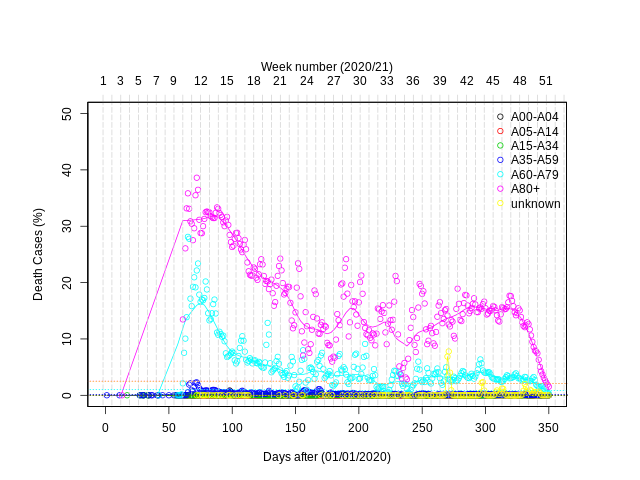 Week number (2020/21)
1 3 5 7 9 12 15 18 21 24 27 30 33 36 39 42 45 48 51
50
40
30
20
10
0
Death Cases (%)
A00-A04
A05-A14
A15-A34
A35-A59
A60-A79
A80+
unknown
0 50 100 150 200 250 300 350
Days after (01/01/2020)